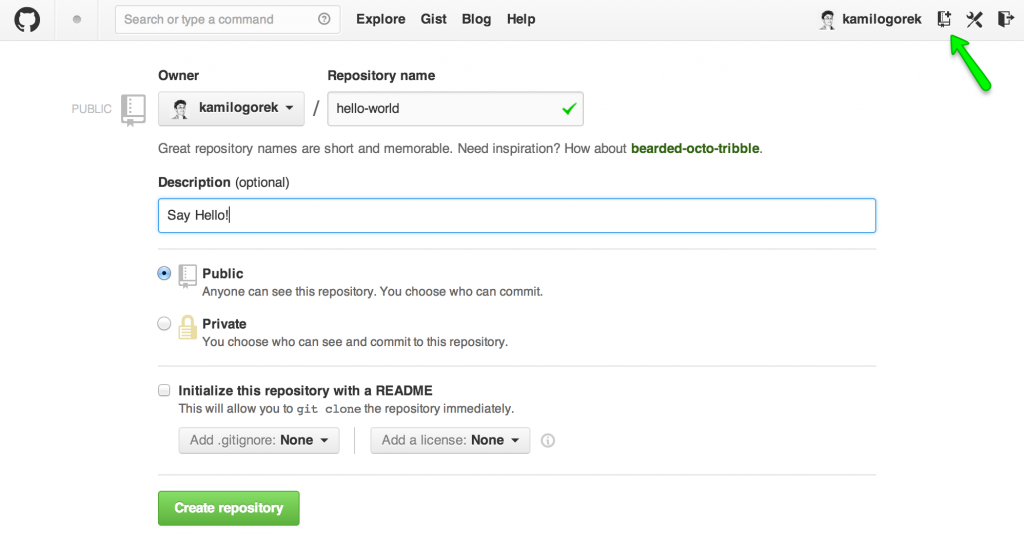 Search or type a command
Explore Gist Blog Help
kamilogorek
Owner
Repository name
PUBLIC
kamilogorek / hello-world
Great repository names are short and memorable. Need inspiration? How about bearded-octo-tribble.
Description (optional)
Say Hello!
Public
Anyone can see this repository. You choose who can commit.
Private
You choose who can see and commit to this repository.
Initialize this repository with a README
This will allow you to git clone the repository immediately.
Add .gitignore: None
Add a license: None
Create repository